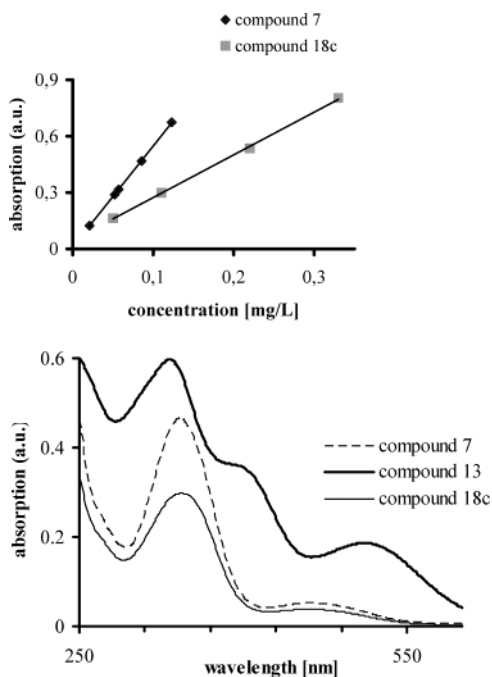 compound 7
compound 18c
0,9
0,6
0,3
0
absorption (a.u.)
0 0,1 0,2 0,3
concentration [mg/L]
0.6
0.4
0.2
0
absorption (a.u.)
compound 7
compound 13
compound 18c
250 550
wavelength [nm]